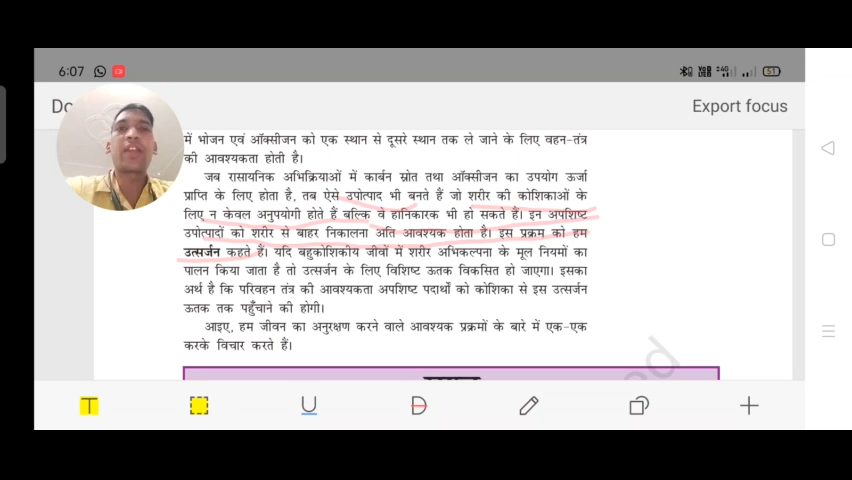 6:07
51
Do
Export focus
में भोजन एवं ऑक्सीजन को एक स्थान से दूसरे स्थान तक ले जाने के लिए वहन-तंत्र
की आवश्यकता होती है।
जब रासायनिक अभिक्रियाओं में कार्बन स्रोत तथा ऑक्सीजन का उपयोग ऊर्जा
प्राप्ति के लिए होता है, तब ऐसे उपोत्पाद भी बनते हैं जो शरीर की कोशिकाओं के
लिए न केवल अनुपयोगी होते हैं बल्कि वे हानिकारक भी हो सकते हैं। इन अपशिष्ट
उपोत्पादों को शरीर से बाहर निकालना अति आवश्यक होता है। इस प्रक्रम को हम
उत्सर्जन कहते हैं। यदि बहुकोशिकीय जीवों में शरीर अभिकल्पना के मूल नियमों का
पालन किया जाता है तो उत्सर्जन के लिए विशिष्ट ऊतक विकसित हो जाएगा। इसका
अर्थ है कि परिवहन तंत्र की आवश्यकता अपशिष्ट पदार्थों को कोशिका से इस उत्सर्जन
ऊतक तक पहुँचाने की होगी।
आइए, हम जीवन का अनुरक्षण करने वाले आवश्यक प्रक्रमों के बारे में एक-एक
करके विचार करते हैं।
T
U
D